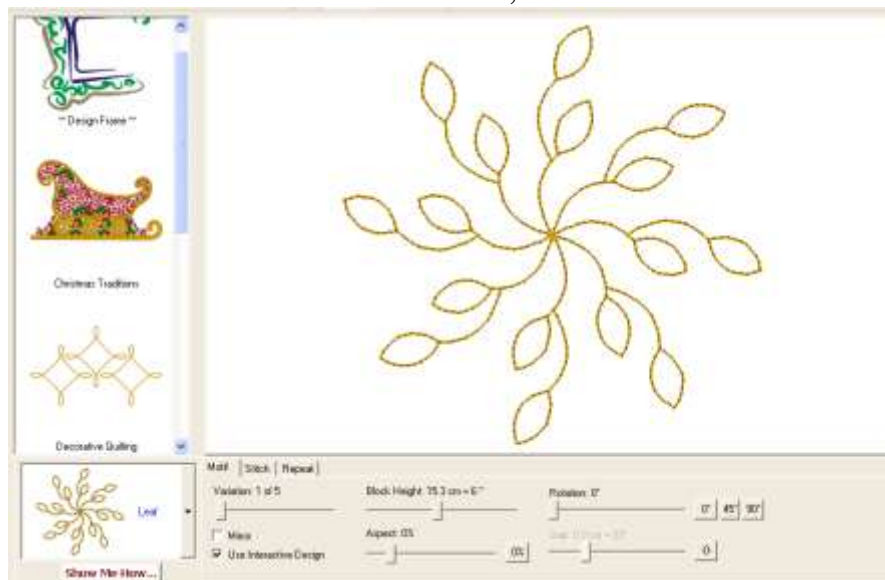 ~ Design Frame ~
Christmas Traditions
Decorative Quilting
Leaf
Show Me How...
Motif
Stitch
Repeat
Variation: 1 of 5
Block Height: 15.3 cm = 6"
Rotation: 0°
0°
45°
90°
Mirror
Use Interactive Design
Aspect: 0%
0%
0